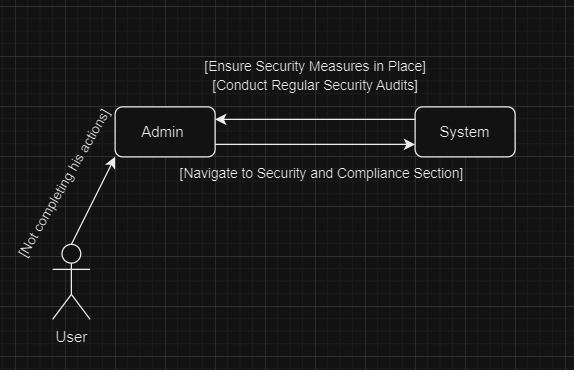 [Ensure Security Measures in Place]
[Conduct Regular Security Audits]
[Not completing his actions]
Admin
System
[Navigate to Security and Compliance Section]
User